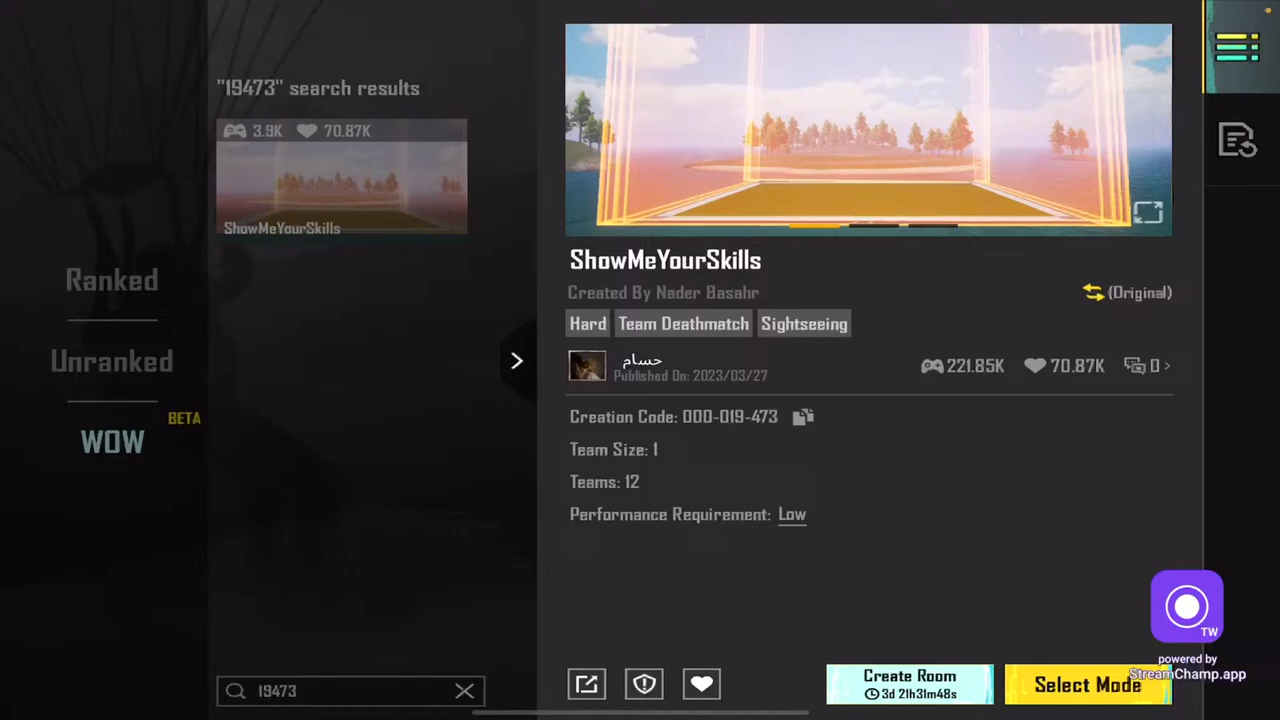 "19473" search results
3.9K 70.87K
ShowMeYourSkills
Ranked
Unranked
BETA
WOW
19473
ShowMeYourSkills
Created By Nader Basahr
(Original)
Hard Team Deathmatch Sightseeing
حسام
Published On: 2023/03/27
221.85K 70.87K 0 >
Creation Code: 000-019-473
Team Size: 1
Teams: 12
Performance Requirement: Low
Create Room
3d 21h31m48s
Select Mode
TW
powered by
StreamChamp.app